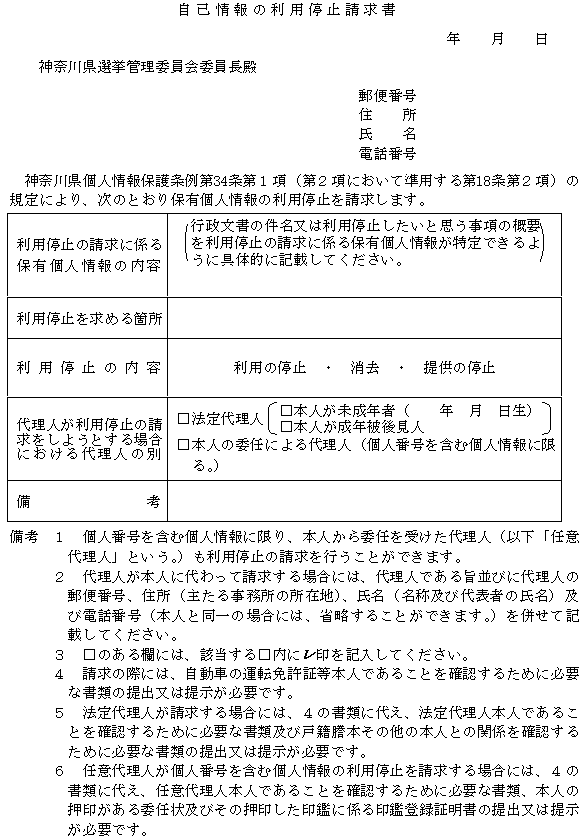 自己情報の利用停止請求書
年　　月　　日
神奈川県選挙管理委員会委員長殿
郵便番号
住　　所
氏　　名
電話番号
神奈川県個人情報保護条例第34条第１項（第２項において準用する第18条第２項）の
規定により、次のとおり保有個人情報の利用停止を請求します。
利用停止の請求に係る
保有個人情報の内容
行政文書の件名又は利用停止したいと思う事項の概要
を利用停止の請求に係る保有個人情報が特定できるよ
うに具体的に記載してください。
利用停止を求める箇所
利用停止の内容
利用の停止　・　消去　・　提供の停止
代理人が利用停止の請
求をしようとする場合
における代理人の別
□法定代理人
□本人が未成年者（　　年　月　日生）
□本人が成年被後見人
□本人の委任による代理人（個人番号を含む個人情報に限
る。）
備　　　考
備考　１　個人番号を含む個人情報に限り、本人から委任を受けた代理人（以下「任意
代理人」という。）も利用停止の請求を行うことができます。
２　代理人が本人に代わって請求する場合には、代理人である旨並びに代理人の
郵便番号、住所（主たる事務所の所在地）、氏名（名称及び代表者の氏名）及
び電話番号（本人と同一の場合には、省略することができます。）を併せて記
載してください。
３　□のある欄には、該当する□内にレ印を記入してください。
４　請求の際には、自動車の運転免許証等本人であることを確認するために必要
な書類の提出又は提示が必要です。
５　法定代理人が請求する場合には、４の書類に代え、法定代理人本人であるこ
とを確認するために必要な書類及び戸籍謄本その他の本人との関係を確認する
ために必要な書類の提出又は提示が必要です。
６　任意代理人が個人番号を含む個人情報の利用停止を請求する場合には、４の
書類に代え、任意代理人本人であることを確認するために必要な書類、本人の
押印がある委任状及びその押印した印鑑に係る印鑑登録証明書の提出又は提示
が必要です。